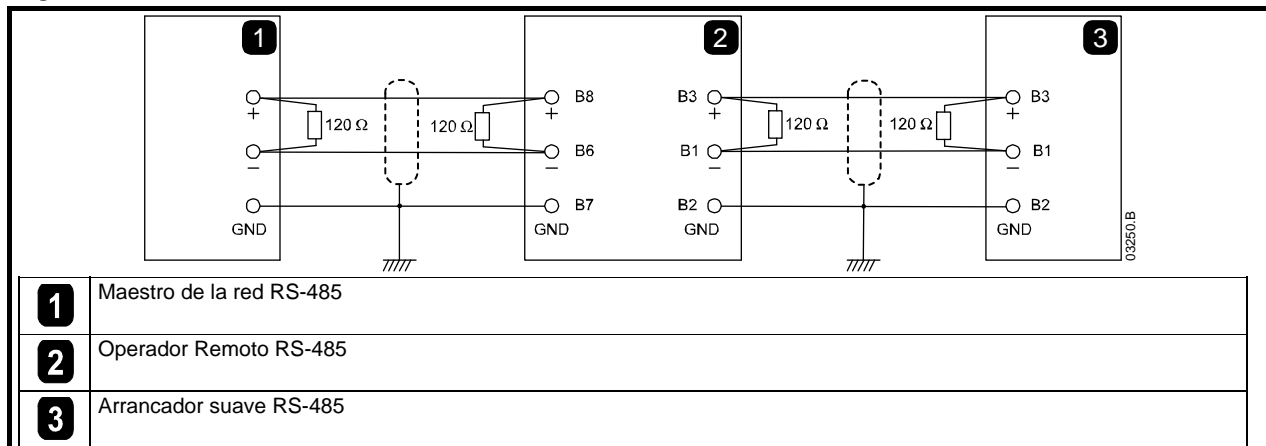 1 2 3
B8 B3 B3
+ + + +
120 Ω 120 Ω 120 Ω 120 Ω
B6 B1 B1
− − − −
B7 B2 B2
GND GND GND GND
03250.B
1 Maestro de la red RS-485
2 Operador Remoto RS-485
3 Arrancador suave RS-485